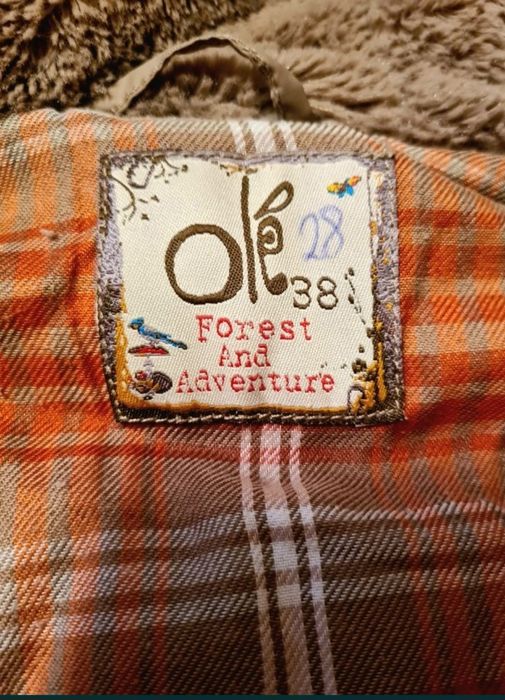 Olé 28
38
Forest
And
Adventure